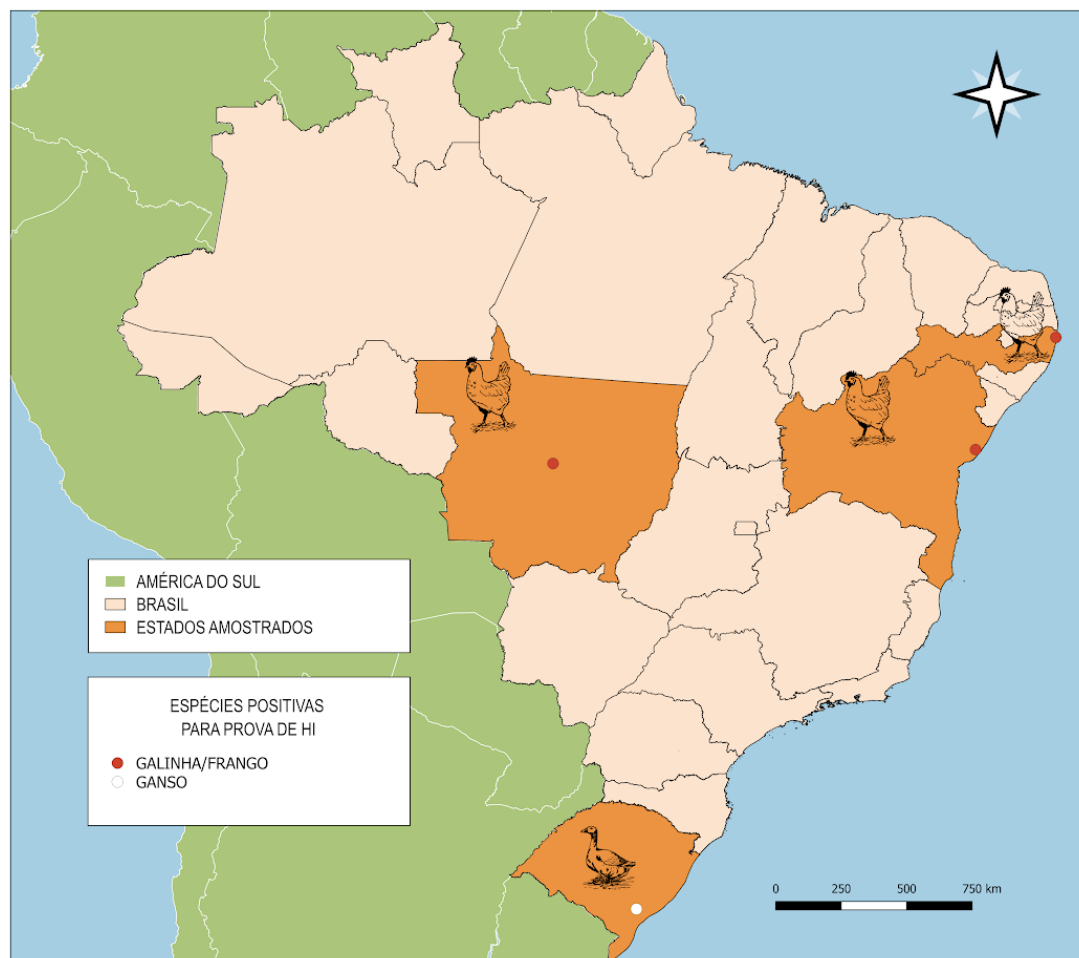 AMÉRICA DO SUL
BRASIL
ESTADOS AMOSTRADOS
ESPÉCIES POSITIVAS
PARA PROVA DE HI
GALINHA/FRANGO
GANSO
0 250 500 750 km